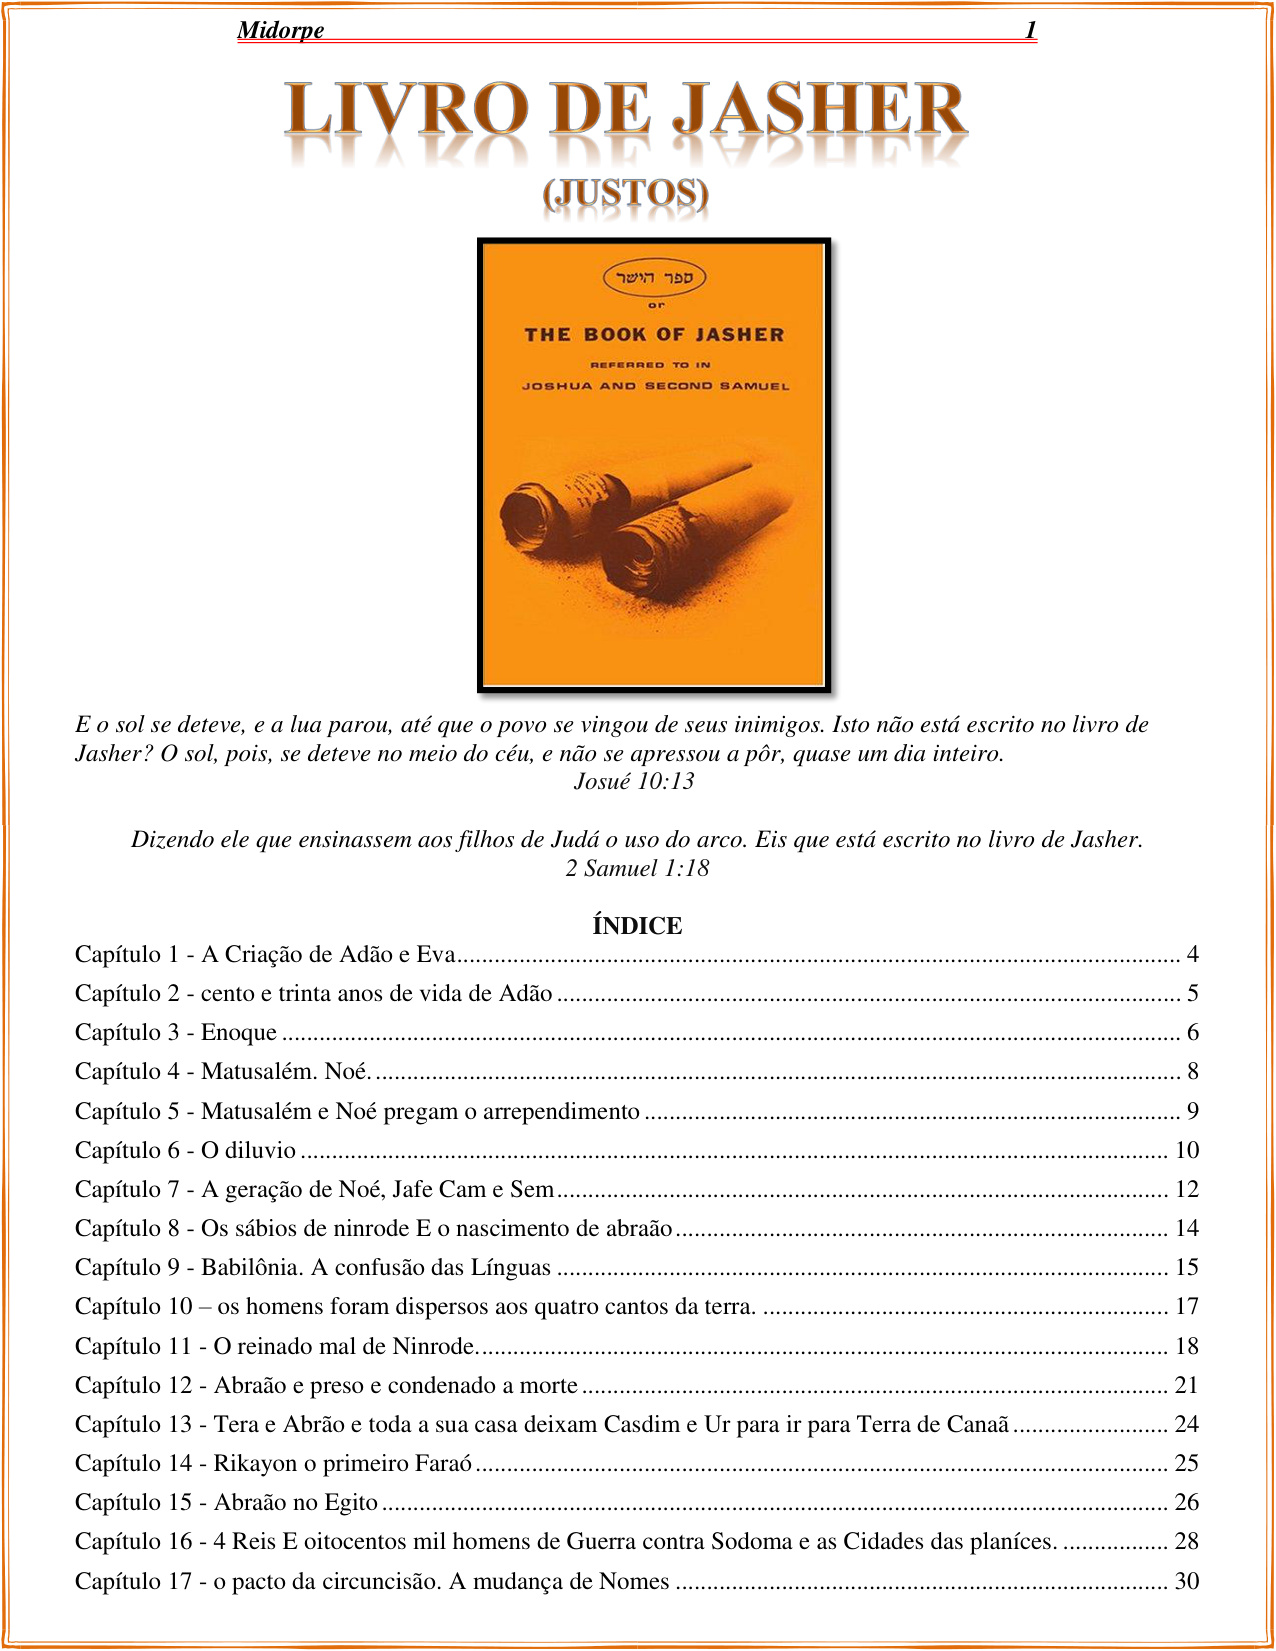 Midorpe 1
LIVRO DE JASHER
(JUSTOS)
ספר הישר
or
THE BOOK OF JASHER
REFERRED TO IN
JOSHUA AND SECOND SAMUEL
E o sol se deteve, e a lua parou, até que o povo se vingou de seus inimigos. Isto não está escrito no livro de
Jasher? O sol, pois, se deteve no meio do céu, e não se apressou a pôr, quase um dia inteiro.
Josué 10:13
Dizendo ele que ensinassem aos filhos de Judá o uso do arco. Eis que está escrito no livro de Jasher.
2 Samuel 1:18
ÍNDICE
Capítulo 1 - A Criação de Adão e Eva.................... 4
Capítulo 2 - cento e trinta anos de vida de Adão .................... 5
Capítulo 3 - Enoque .................... 6
Capítulo 4 - Matusalém. Noé. .................... 8
Capítulo 5 - Matusalém e Noé pregam o arrependimento .................... 9
Capítulo 6 - O diluvio .................... 10
Capítulo 7 - A geração de Noé, Jafe Cam e Sem .................... 12
Capítulo 8 - Os sábios de ninrode E o nascimento de abraão .................... 14
Capítulo 9 - Babilônia. A confusão das Línguas .................... 15
Capítulo 10 – os homens foram dispersos aos quatro cantos da terra. .................... 17
Capítulo 11 - O reinado mal de Ninrode. .................... 18
Capítulo 12 - Abraão e preso e condenado a morte .................... 21
Capítulo 13 - Tera e Abrão e toda a sua casa deixam Casdim e Ur para ir para Terra de Canaã .................... 24
Capítulo 14 - Rikayon o primeiro Faraó .................... 25
Capítulo 15 - Abraão no Egito .................... 26
Capítulo 16 - 4 Reis E oitocentos mil homens de Guerra contra Sodoma e as Cidades das planíces. .................... 28
Capítulo 17 - o pacto da circuncisão. A mudança de Nomes .................... 30